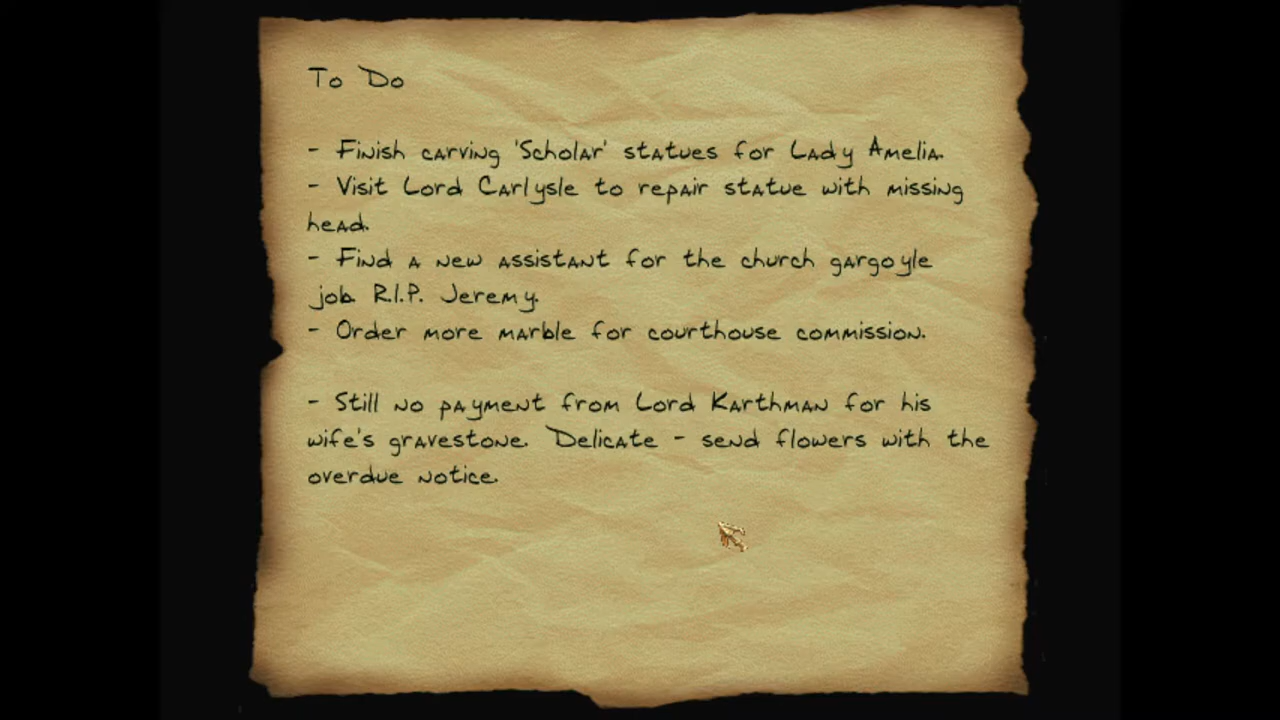 To Do
- Finish carving 'Scholar' statues for Lady Amelia.
- Visit Lord Carlysle to repair statue with missing
head.
- Find a new assistant for the church gargoyle
job. R.I.P. Jeremy.
- Order more marble for courthouse commission.
- Still no payment from Lord Karthman for his
wife's gravestone. Delicate - send flowers with the
overdue notice.